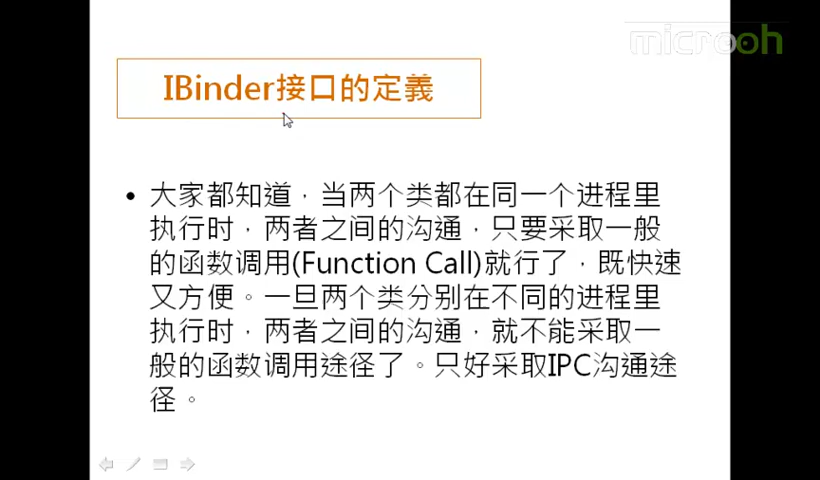 microoh
IBinder接口的定義
• 大家都知道，当两个类都在同一个进程里
执行时，两者之间的沟通，只要采取一般
的函数调用(Function Call)就行了，既快速
又方便。一旦两个类分别在不同的进程里
执行时，两者之间的沟通，就不能采取一
般的函数调用途径了。只好采取IPC沟通途
径。